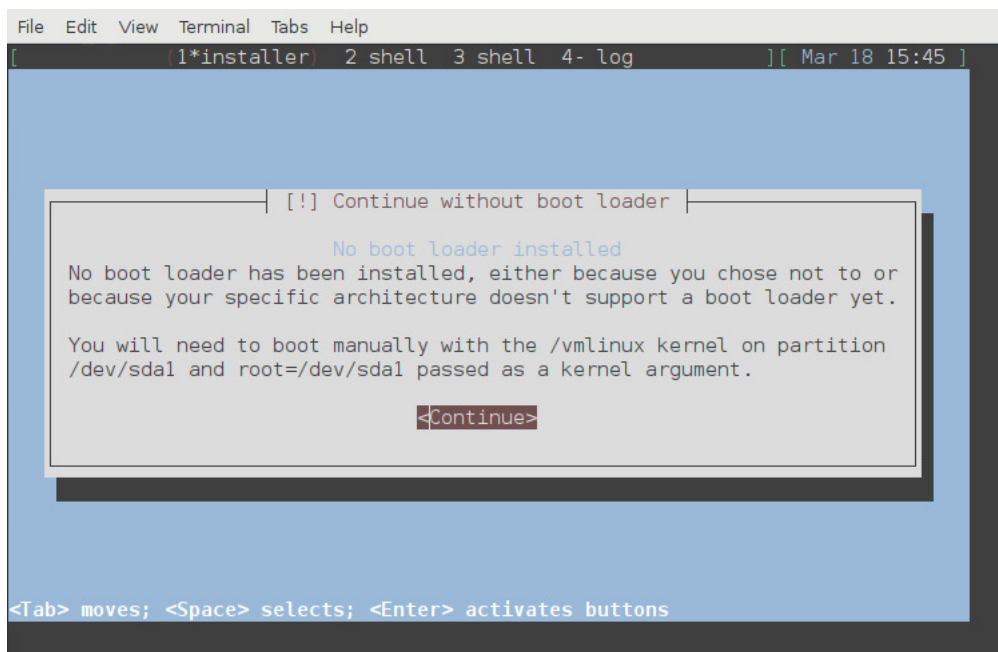 File Edit View Terminal Tabs Help
[ (1*installer) 2 shell 3 shell 4- log ][ Mar 18 15:45 ]
[!] Continue without boot loader
No boot loader installed
No boot loader has been installed, either because you chose not to or
because your specific architecture doesn't support a boot loader yet.
You will need to boot manually with the /vmlinux kernel on partition
/dev/sda1 and root=/dev/sda1 passed as a kernel argument.
<Continue>
<Tab> moves; <Space> selects; <Enter> activates buttons